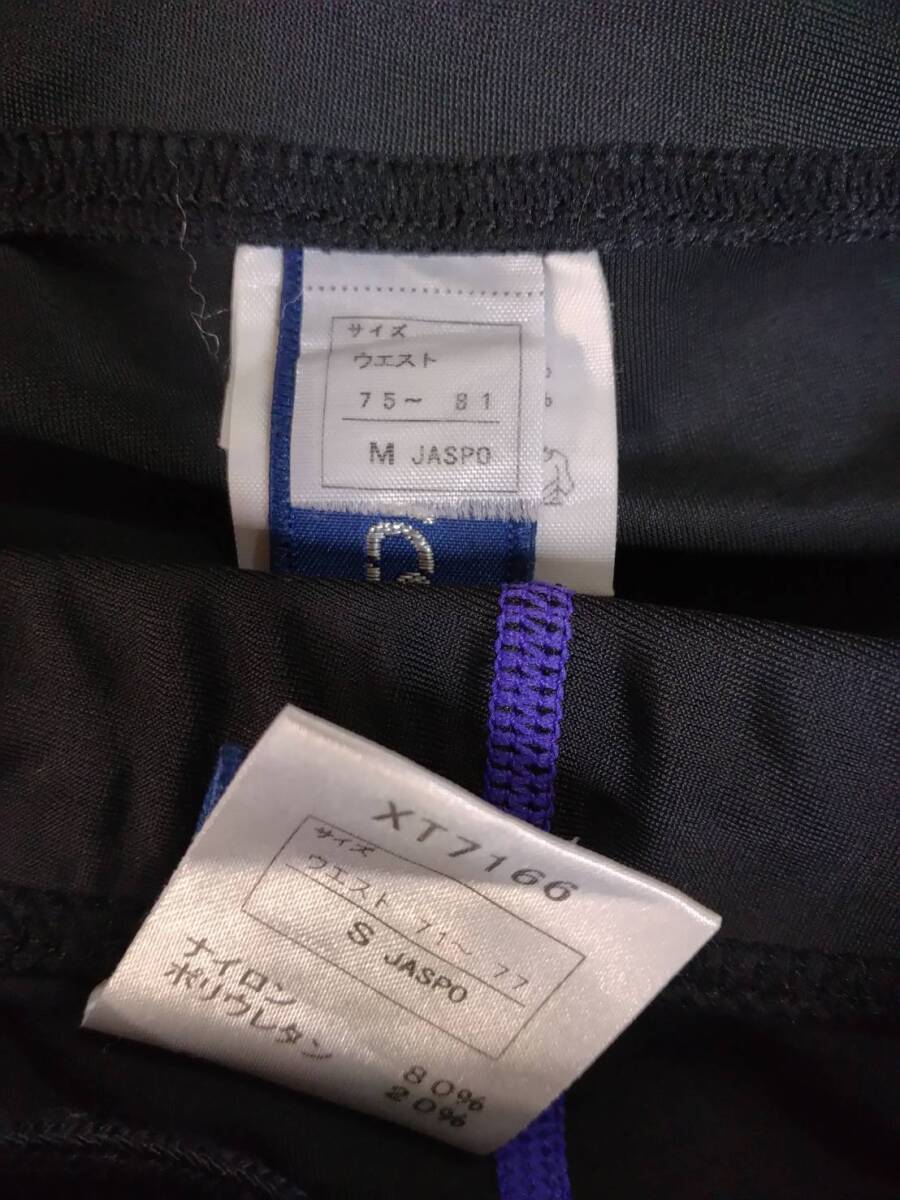 サイズ
ウエスト
75～ 81
M JASPO
%
%
XT7166
サイズ
ウエスト 71～ 77
S JASPO
ナイロン 80%
ポリウレタン 20%